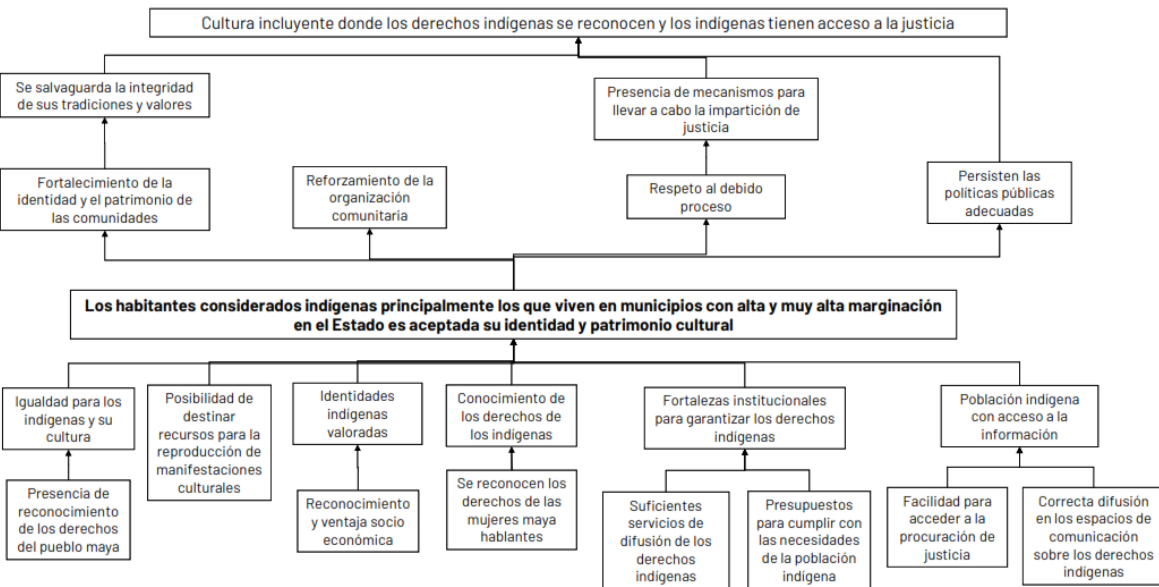 Cultura incluyente donde los derechos indígenas se reconocen y los indígenas tienen acceso a la justicia
Se salvaguarda la integridad
de sus tradiciones y valores
Presencia de mecanismos para
llevar a cabo la impartición de
justicia
Fortalecimiento de la
identidad y el patrimonio de
las comunidades
Reforzamiento de la
organización
comunitaria
Respeto al debido
proceso
Persisten las
políticas públicas
adecuadas
Los habitantes considerados indígenas principalmente los que viven en municipios con alta y muy alta marginación
en el Estado es aceptada su identidad y patrimonio cultural
Igualdad para los
indígenas y su
cultura
Posibilidad de
destinar
recursos para la
reproducción de
manifestaciones
culturales
Identidades
indígenas
valoradas
Conocimiento de
los derechos de
los indígenas
Fortalezas institucionales
para garantizar los derechos
indígenas
Población indígena
con acceso a la
información
Presencia de
reconocimiento
de los derechos
del pueblo maya
Reconocimiento
y ventaja socio
económica
Se reconocen los
derechos de las
mujeres maya
hablantes
Suficientes
servicios de
difusión de los
derechos
indígenas
Presupuestos
para cumplir con
las necesidades
de la población
indígena
Facilidad para
acceder a la
procuración de
justicia
Correcta difusión
en los espacios de
comunicación
sobre los derechos
indígenas